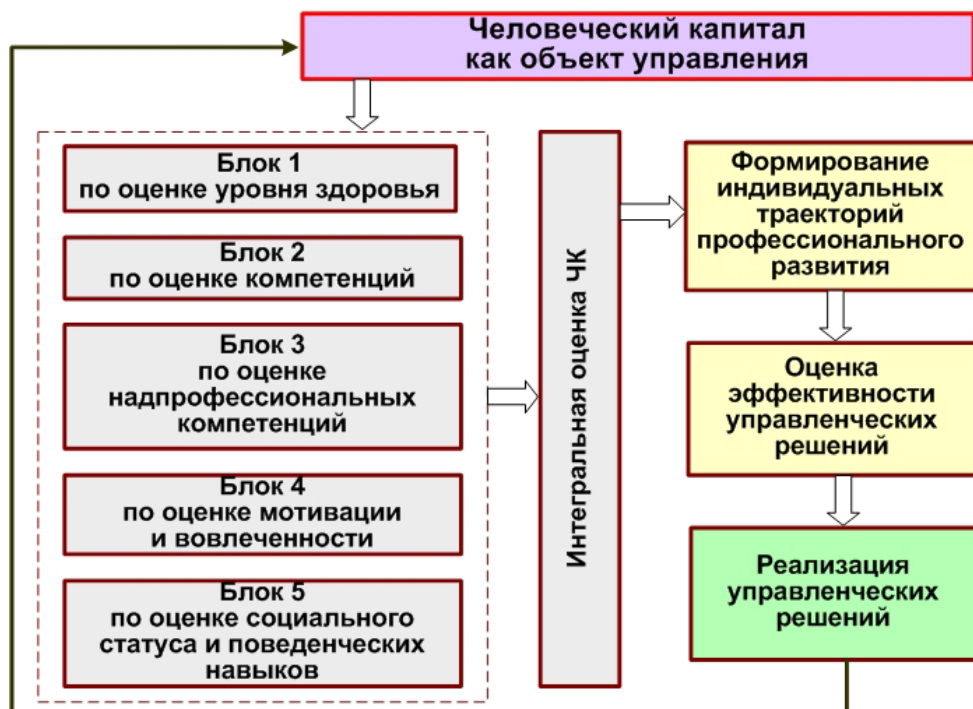 Человеческий капитал
как объект управления
Блок 1
по оценке уровня здоровья
Блок 2
по оценке компетенций
Блок 3
по оценке
надпрофессиональных
компетенций
Блок 4
по оценке мотивации
и вовлеченности
Блок 5
по оценке социального
статуса и поведенческих
навыков
Интегральная оценка ЧК
Формирование
индивидуальных
траекторий
профессионального
развития
Оценка
эффективности
управленческих
решений
Реализация
управленческих
решений